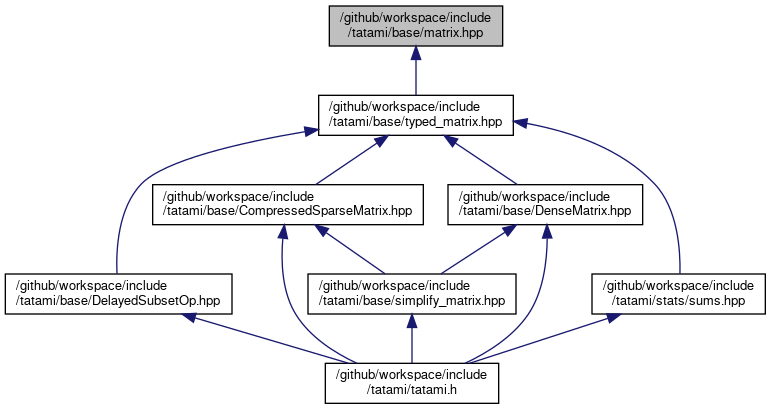 /github/workspace/include
/tatami/base/matrix.hpp
/github/workspace/include
/tatami/base/typed_matrix.hpp
/github/workspace/include
/tatami/base/CompressedSparseMatrix.hpp
/github/workspace/include
/tatami/base/DenseMatrix.hpp
/github/workspace/include
/tatami/base/DelayedSubsetOp.hpp
/github/workspace/include
/tatami/base/simplify_matrix.hpp
/github/workspace/include
/tatami/stats/sums.hpp
/github/workspace/include
/tatami/tatami.h